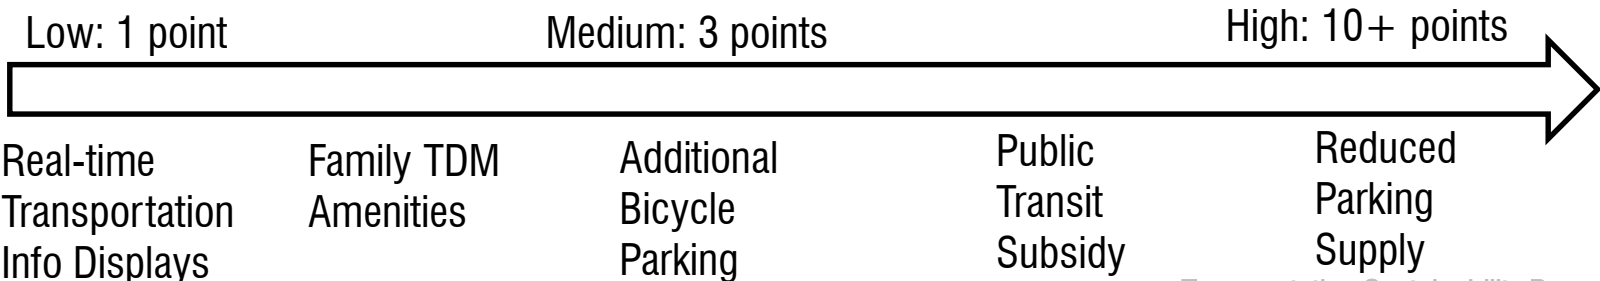 Low: 1 point
Medium: 3 points
High: 10+ points
Real-time
Transportation
Info Displays
Family TDM
Amenities
Additional
Bicycle
Parking
Public
Transit
Subsidy
Reduced
Parking
Supply